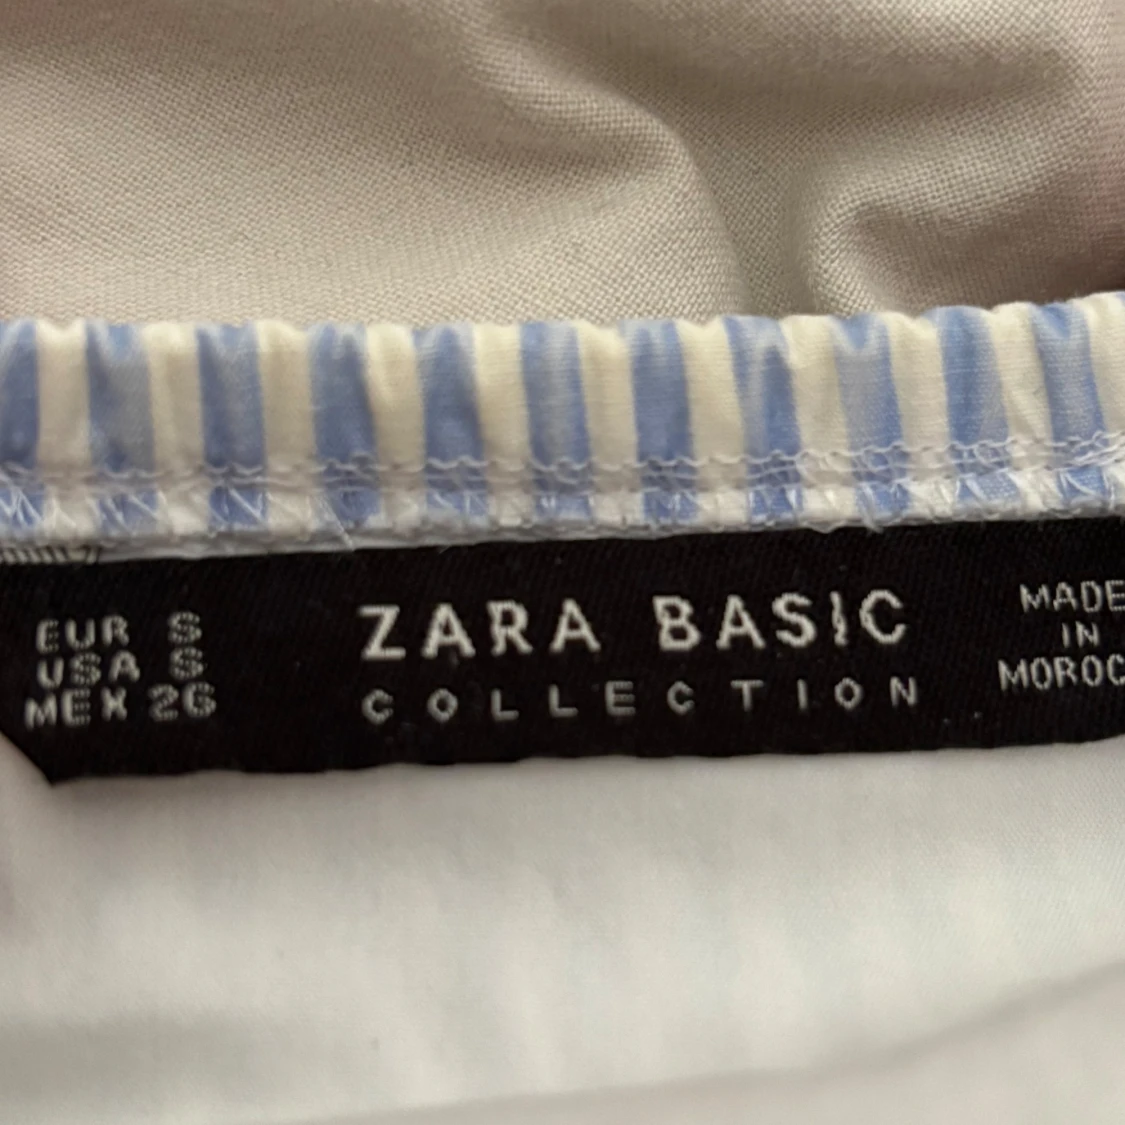 EUR S
USA S
MEX 26
ZARA BASIC
COLLECTION
MADE
IN
MOROC